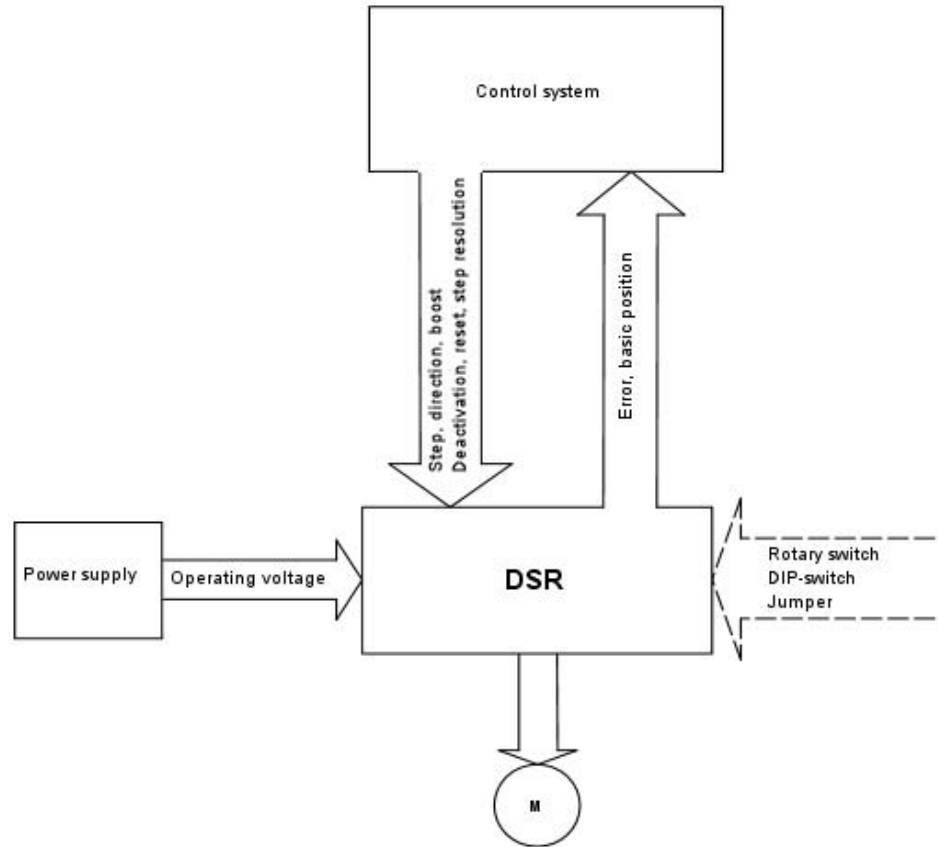 Control system
Step, direction, boost
Deactivation, reset, step resolution
Error, basic position
Power supply
Operating voltage
DSR
Rotary switch
DIP-switch
Jumper
M